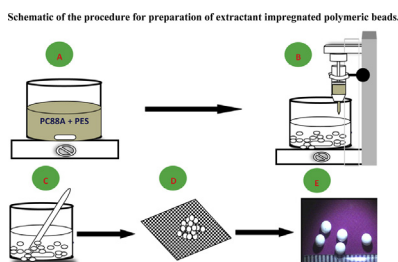 Schematic of the procedure for preparation of extractant impregnated polymeric beads.
A
B
PC88A + PES
C
D
E